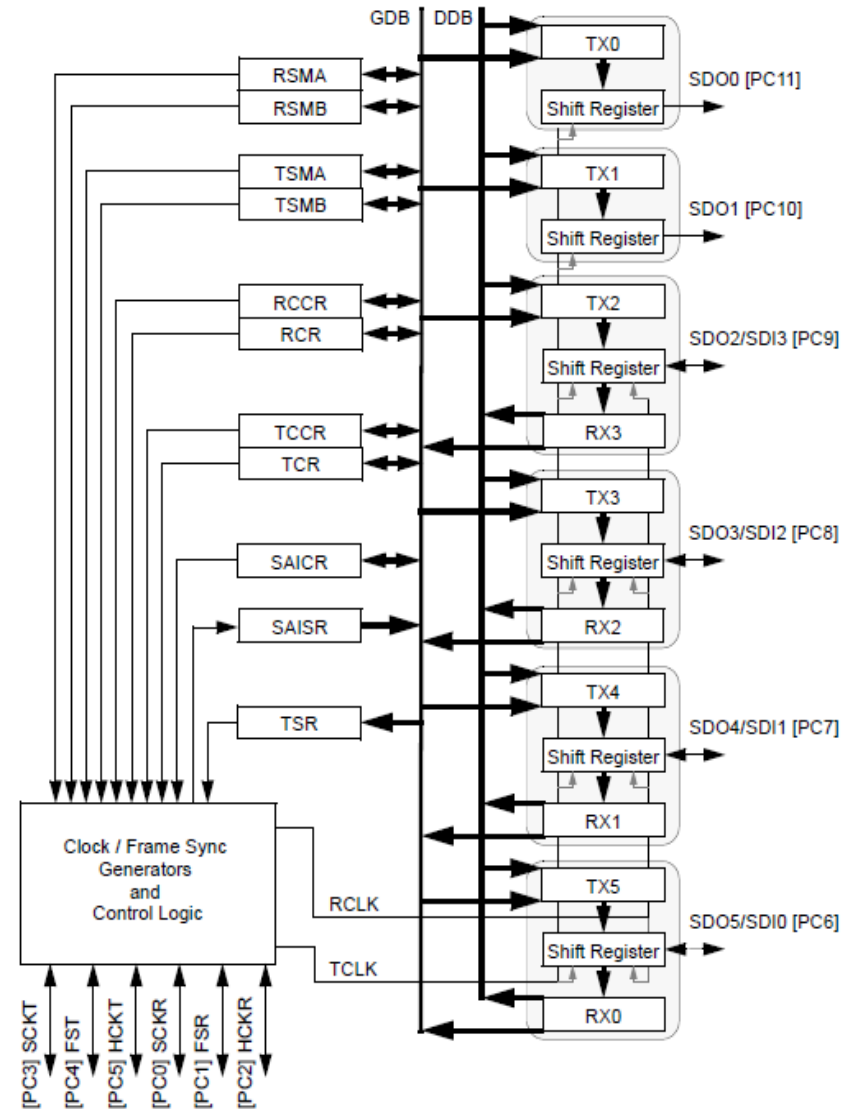 GDB
DDB
RSMA
RSMB
TSMA
TSMB
RCCR
RCR
TCCR
TCR
SAICR
SAISR
TSR
Clock / Frame Sync
Generators
and
Control Logic
RCLK
TCLK
[PC3] SCKT
[PC4] FST
[PC5] HCKT
[PC0] SCKR
[PC1] FSR
[PC2] HCKR
TX0
Shift Register
SDO0 [PC11]
TX1
Shift Register
SDO1 [PC10]
TX2
Shift Register
SDO2/SDI3 [PC9]
RX3
TX3
Shift Register
SDO3/SDI2 [PC8]
RX2
TX4
Shift Register
SDO4/SDI1 [PC7]
RX1
TX5
Shift Register
SDO5/SDI0 [PC6]
RX0